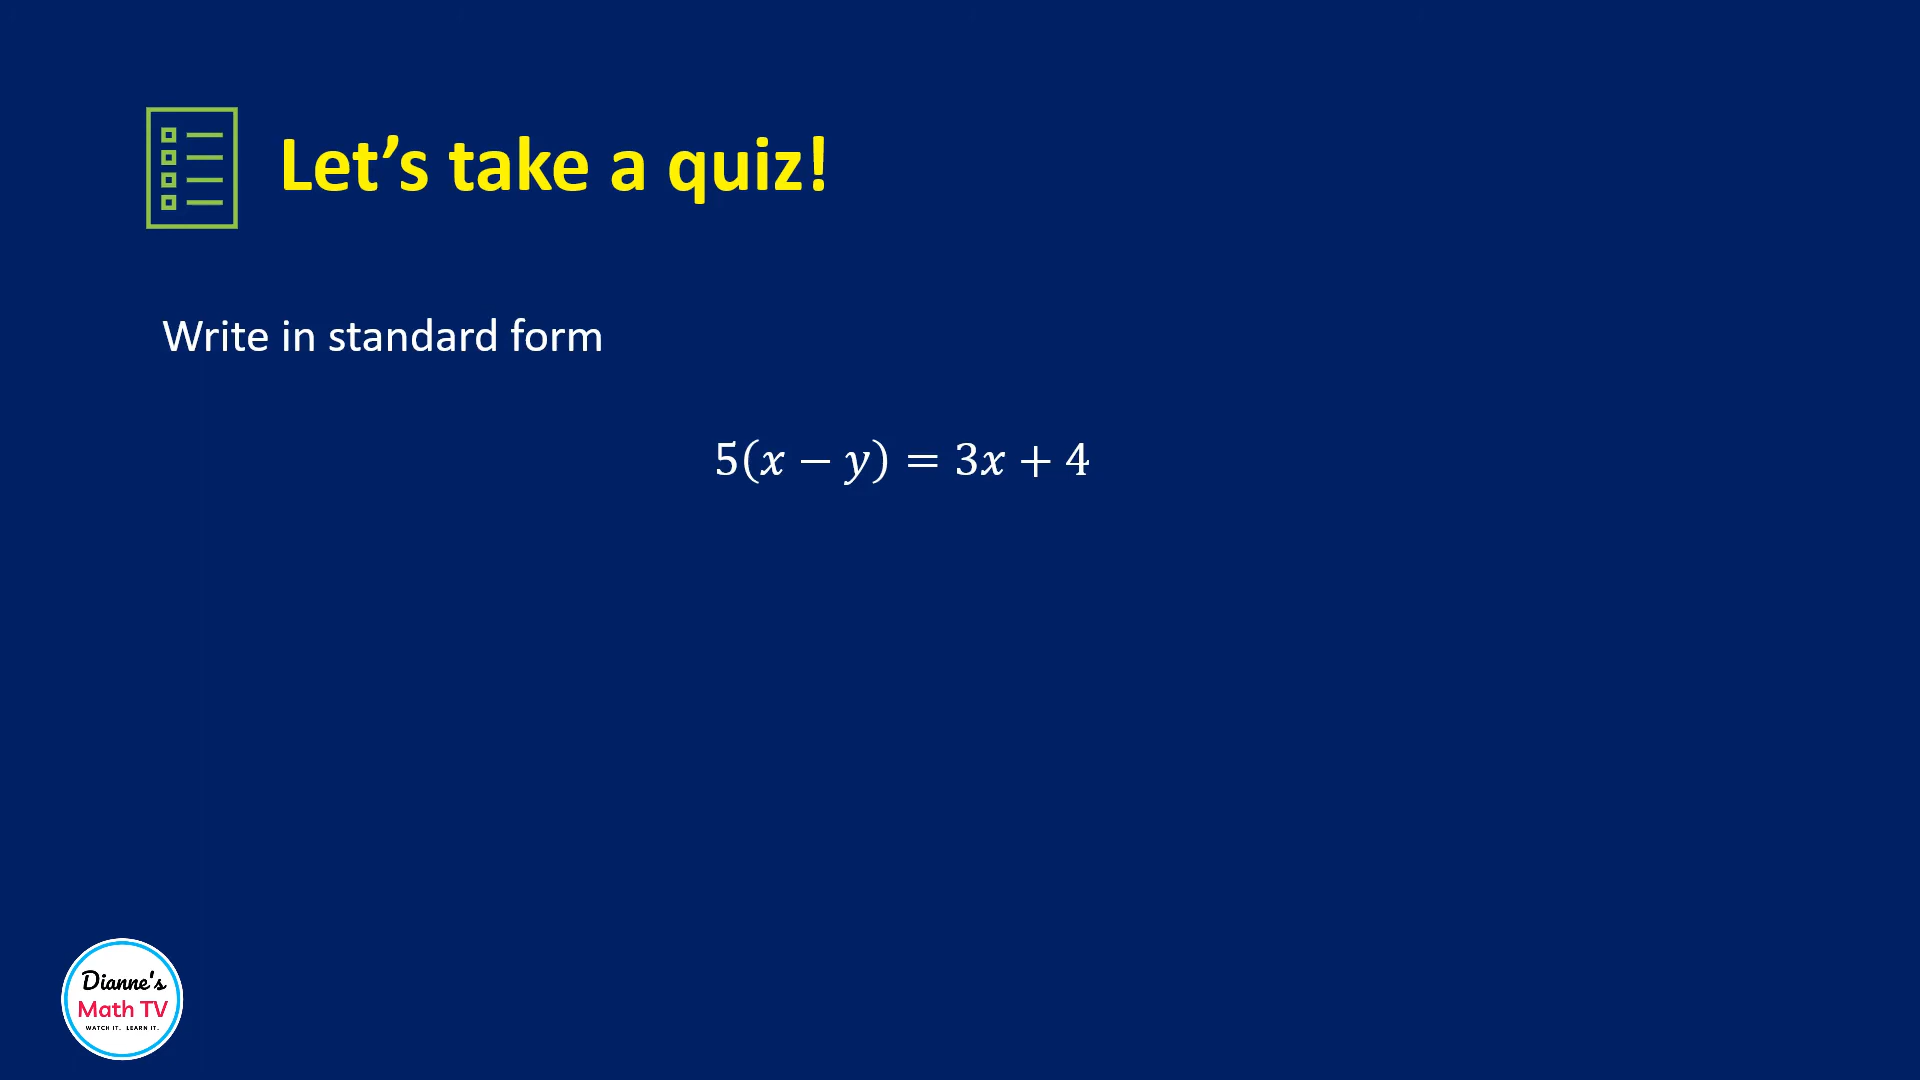 Let’s take a quiz!
Write in standard form
5(x − y) = 3x + 4
Dianne's
Math TV
WATCH IT. LEARN IT.